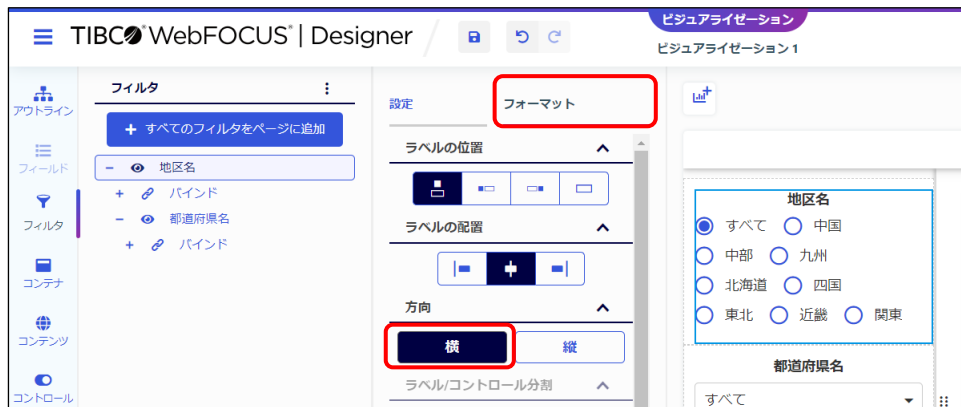 TIBCO® WebFOCUS® | Designer
ビジュアライゼーション
ビジュアライゼーション 1
アウトライン
フィールド
フィルタ
コンテナ
コンテンツ
コントロール
フィルタ
+ すべてのフィルタをページに追加
地区名
バインド
都道府県名
バインド
設定 フォーマット
ラベルの位置
ラベルの配置
方向
横 縦
ラベル/コントロール分割
地区名
すべて 中国
中部 九州
北海道 四国
東北 近畿 関東
都道府県名
すべて